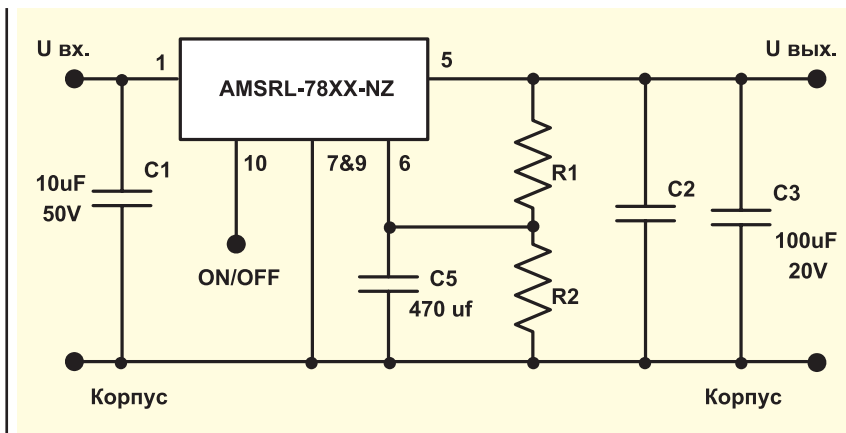 U вх.
1
AMSRL-78XX-NZ
5
U вых.
10
7&9
6
C1
10uF
50V
R1
C2
C3
100uF
20V
ON/OFF
C5
470 uf
R2
Корпус
Корпус